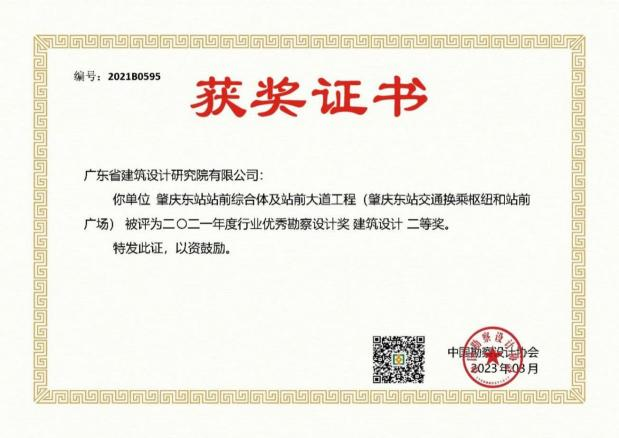 编号：2021B0595
获奖证书
广东省建筑设计研究院有限公司：
你单位 肇庆东站站前综合体及站前大道工程（肇庆东站交通换乘枢纽和站前
广场） 被评为二〇二一年度行业优秀勘察设计奖 建筑设计 二等奖。
特发此证，以资鼓励。
中国勘察设计协会
2023年03月